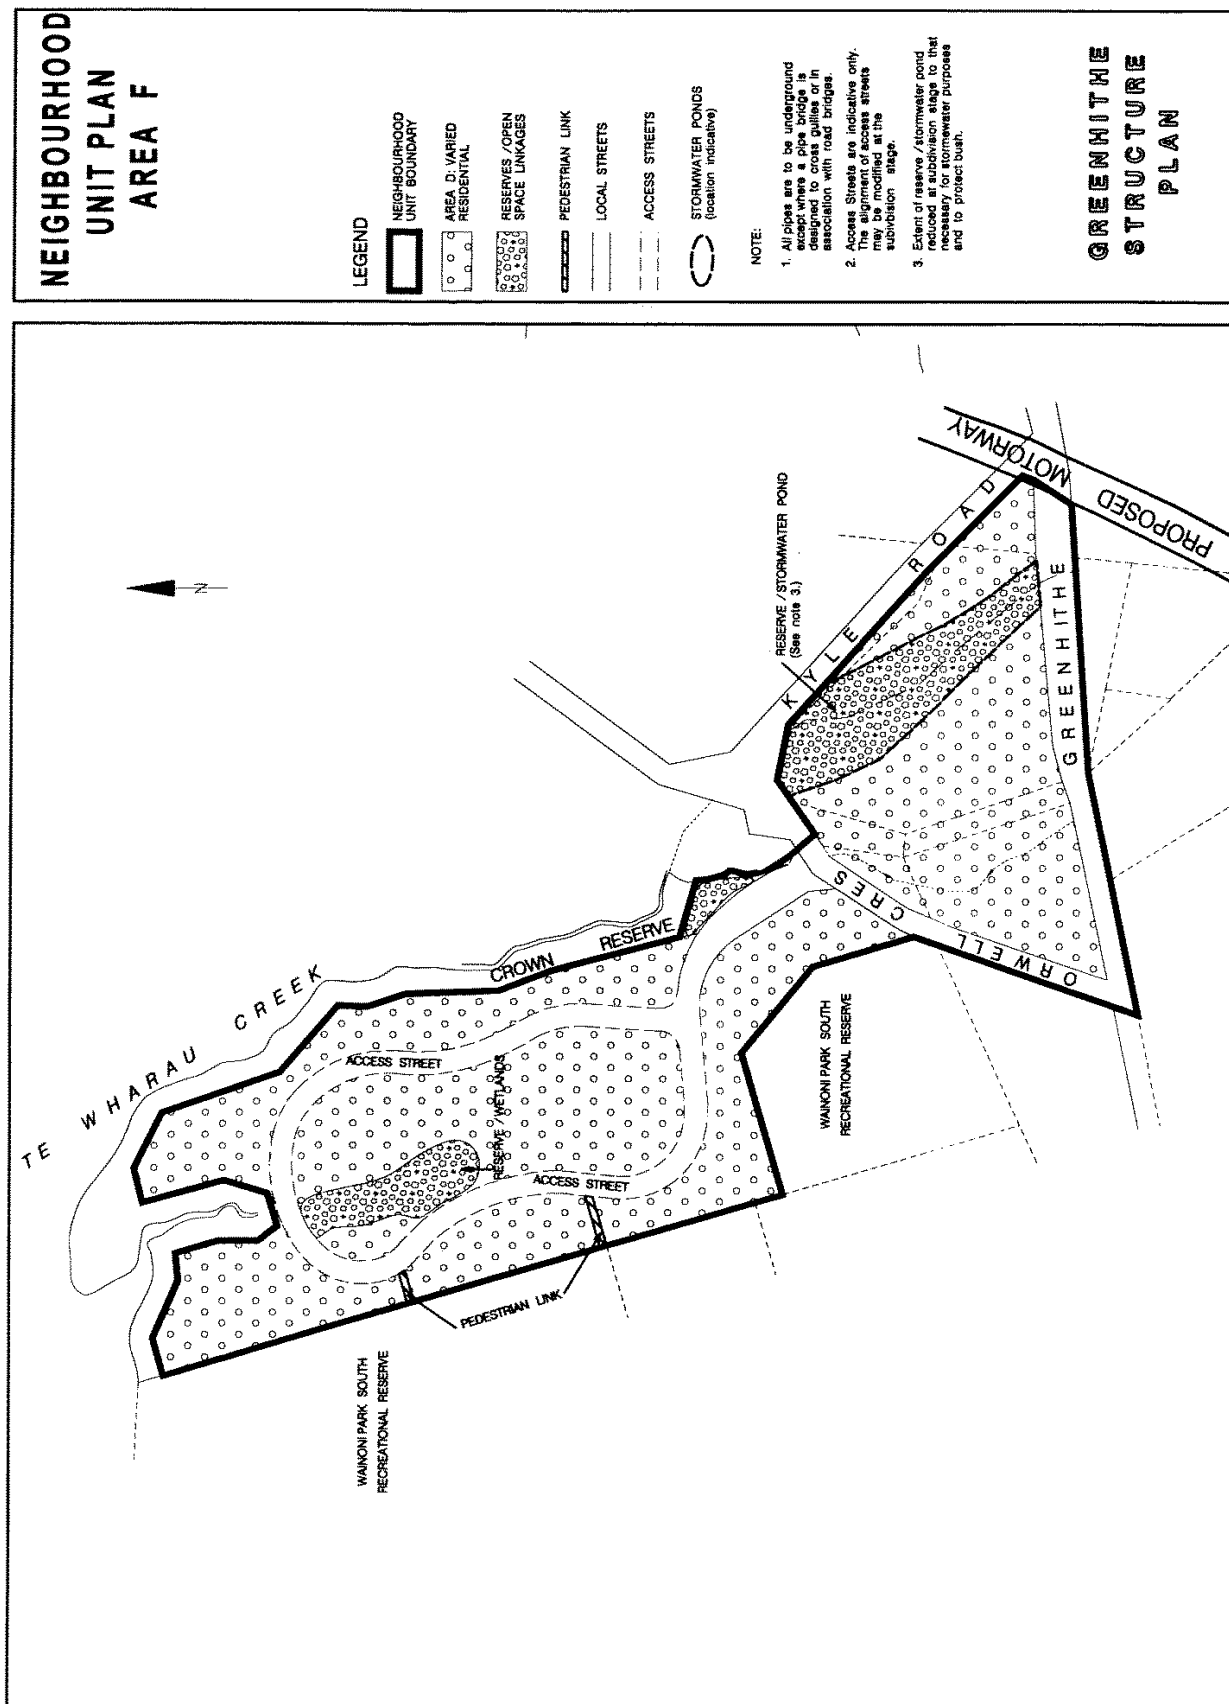 NEIGHBOURHOOD
UNIT PLAN
AREA F
LEGEND
NEIGHBOURHOOD
UNIT BOUNDARY
AREA D: VARIED
RESIDENTIAL
RESERVES /OPEN
SPACE LINKAGES
PEDESTRIAN LINK
LOCAL STREETS
ACCESS STREETS
STORMWATER PONDS
(location indicative)
NOTE:
1. All pipes are to be underground
except where a pipe bridge is
designed to cross gullies or in
association with road bridges.
2. Access Streets are indicative only.
The alignment of access streets
may be modified at the
subivbision stage.
3. Extent of reserve /stormwater pond
reduced at subdivision stage to that
necessary for stormewater purposes
and to protect bush.
GREENHITHE
STRUCTURE
PLAN
N
TE WHARAU CREEK
CROWN RESERVE
ACCESS STREET
RESERVE /WETLANDS
ACCESS STREET
PEDESTRIAN LINK
WAINONI PARK SOUTH
RECREATIONAL RESERVE
WAINONI PARK SOUTH
RECREATIONAL RESERVE
RESERVE /STORMWATER POND
(See note 3.)
KYLE ROAD
ORWELL CRES
GREENHITHE
PROPOSED
MOTORWAY